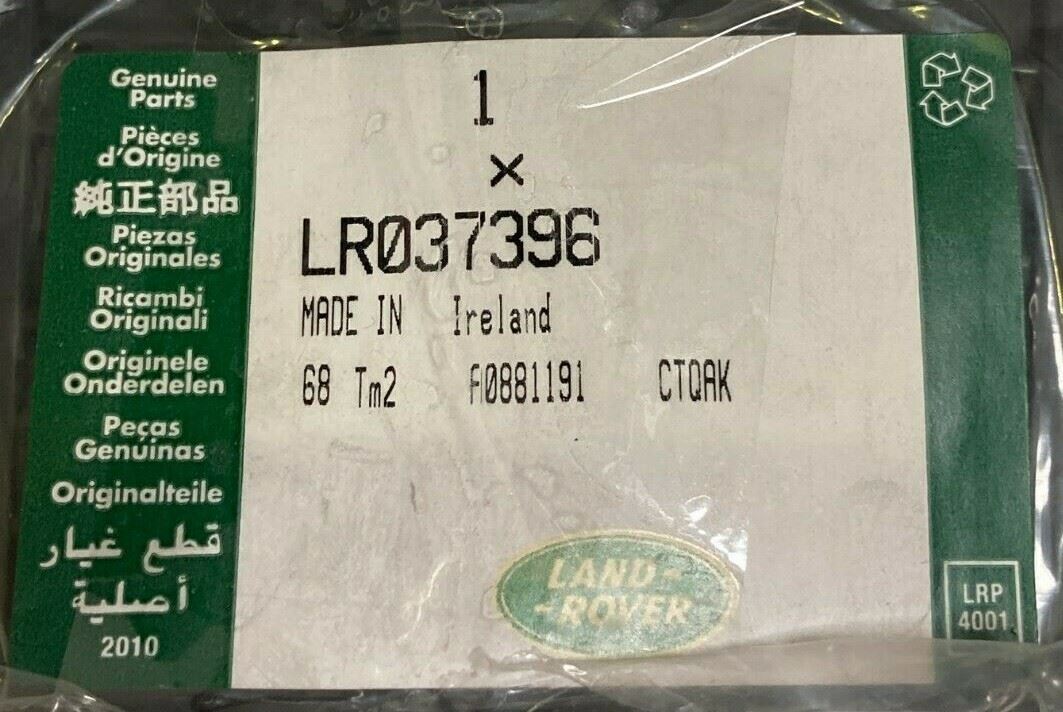 Genuine
Parts
Pièces
d'Origine
純正部品
Piezas
Originales
Ricambi
Originali
Originele
Onderdelen
Peças
Genuinas
Originalteile
قطع غيار
أصلية
2010
1
×
LR037396
MADE IN Ireland
68 Tm2 A0881191 CTQAK
LAND-
-ROVER
LRP
4001